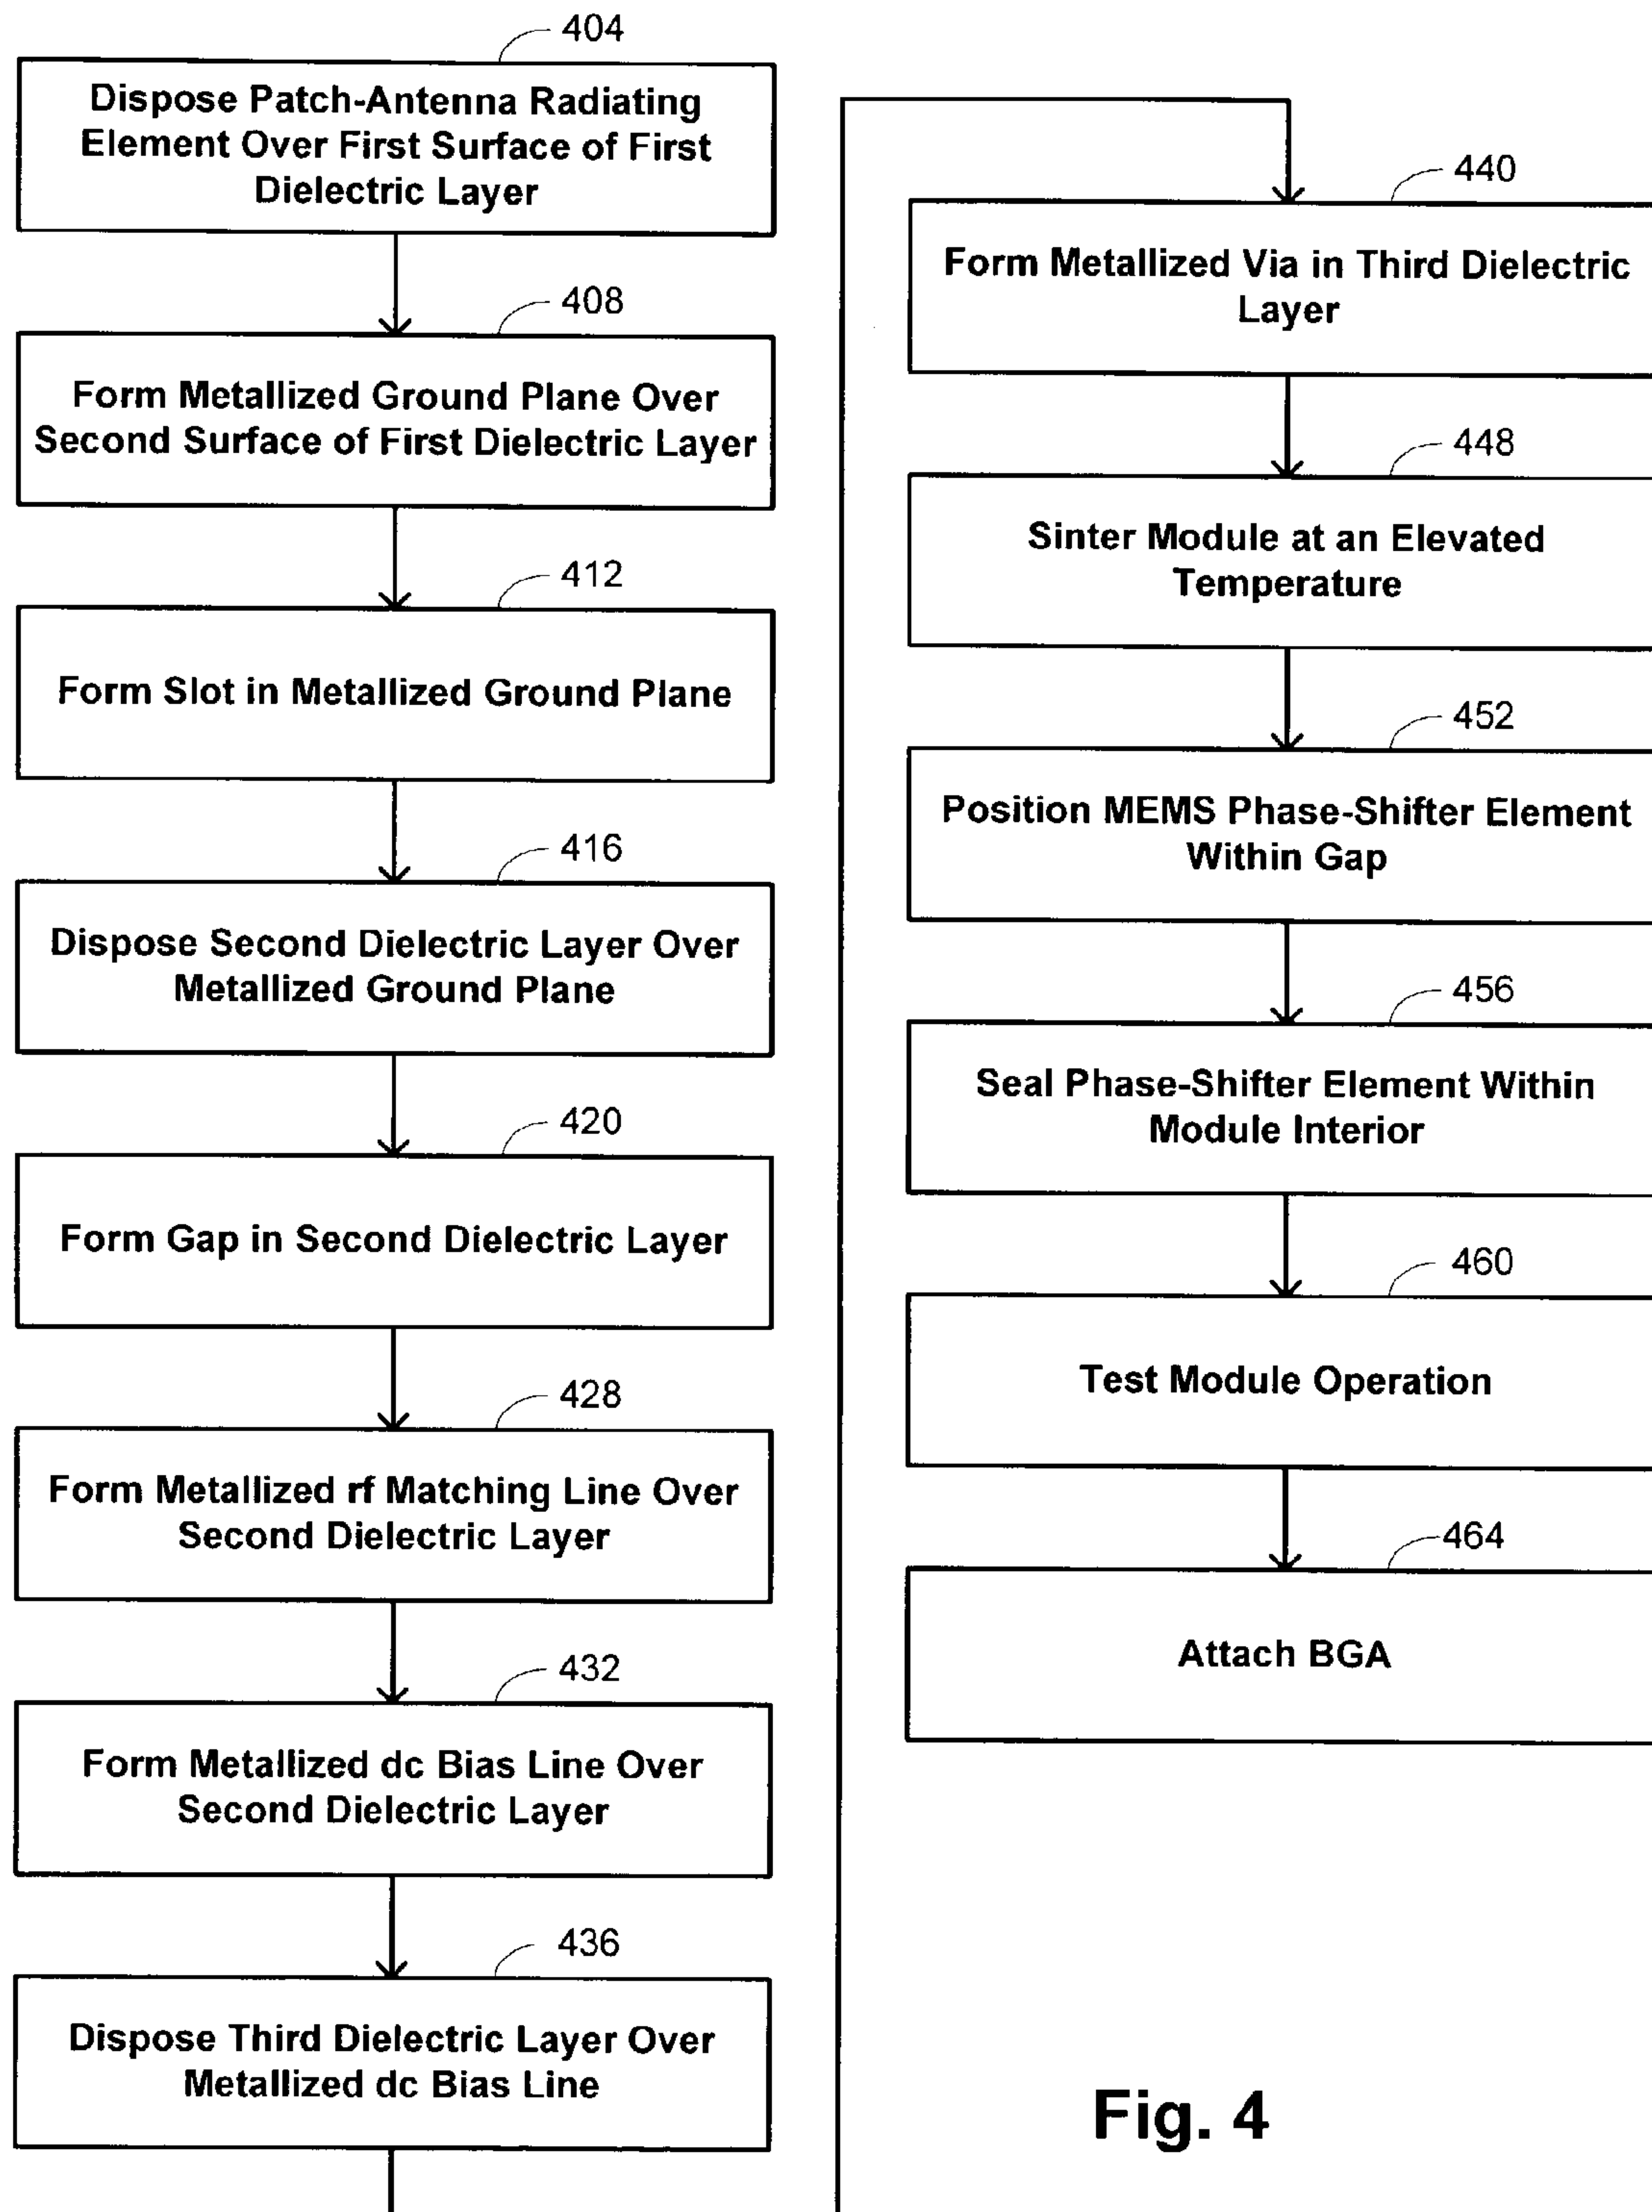 404
Dispose Patch-Antenna Radiating
Element Over First Surface of First
Dielectric Layer
408
Form Metallized Ground Plane Over
Second Surface of First Dielectric Layer
412
Form Slot in Metallized Ground Plane
416
Dispose Second Dielectric Layer Over
Metallized Ground Plane
420
Form Gap in Second Dielectric Layer
428
Form Metallized rf Matching Line Over
Second Dielectric Layer
432
Form Metallized dc Bias Line Over
Second Dielectric Layer
436
Dispose Third Dielectric Layer Over
Metallized dc Bias Line
440
Form Metallized Via in Third Dielectric
Layer
448
Sinter Module at an Elevated
Temperature
452
Position MEMS Phase-Shifter Element
Within Gap
456
Seal Phase-Shifter Element Within
Module Interior
460
Test Module Operation
464
Attach BGA
Fig. 4